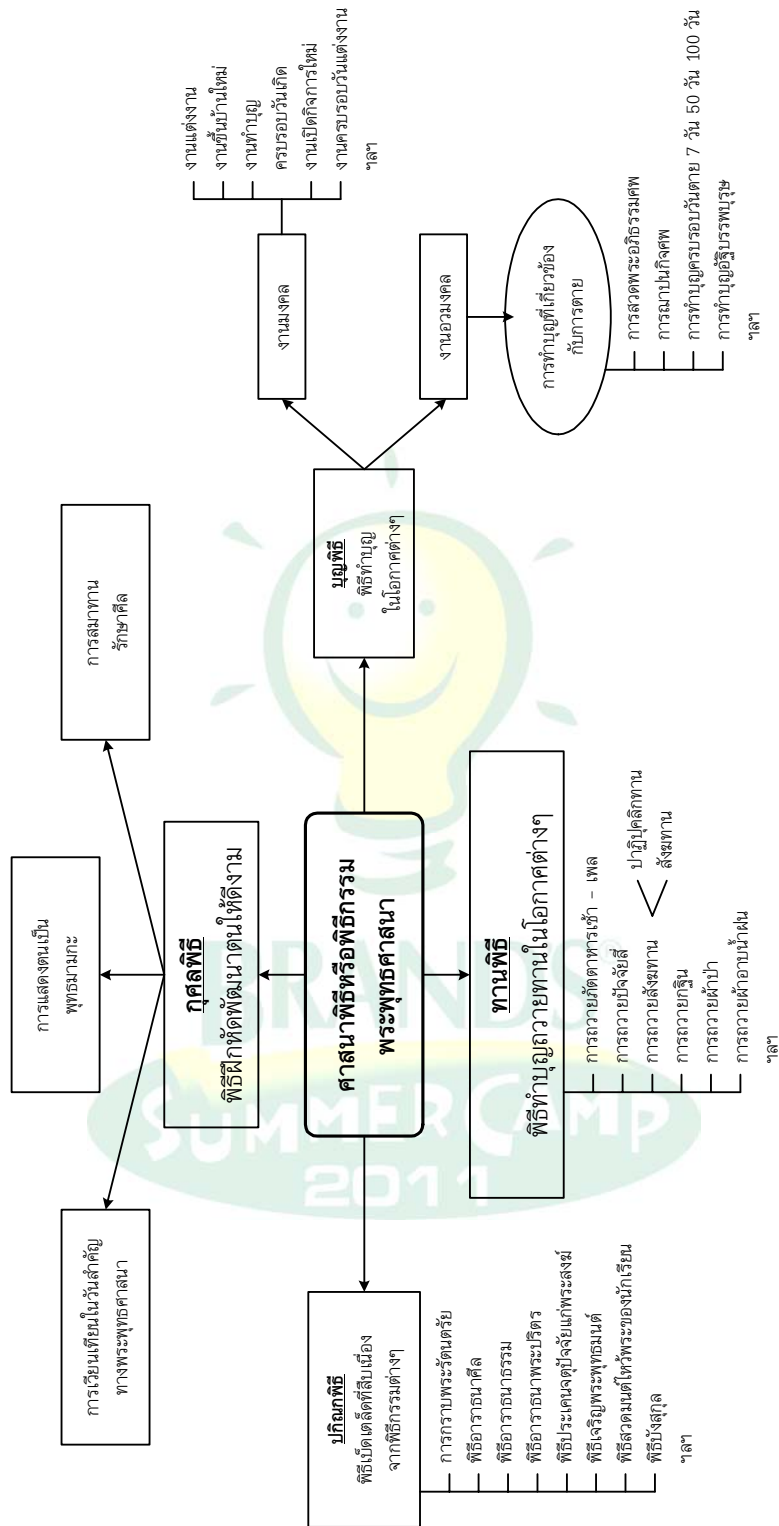 ศาสนาพิธีหรือพิธีกรรม
พระพุทธศาสนา
กุศลพิธี
พิธีฝึกหัดพัฒนาตนให้ดีงาม
การเวียนเทียนในวันสำคัญ
ทางพระพุทธศาสนา
การแสดงตนเป็น
พุทธมามกะ
การสมาทาน
รักษาศีล
บุญพิธี
พิธีทำบุญ
ในโอกาสต่างๆ
งานมงคล
งานแต่งงาน
งานขึ้นบ้านใหม่
งานทำบุญ
ครบรอบวันเกิด
งานเปิดกิจการใหม่
งานครบรอบวันแต่งงาน
ฯลฯ
งานอวมงคล
การทำบุญที่เกี่ยวข้อง
กับการตาย
การสวดพระอภิธรรมศพ
การฌาปนกิจศพ
การทำบุญครบรอบวันตาย 7 วัน 50 วัน 100 วัน
การทำบุญอัฐิบรรพบุรุษ
ฯลฯ
ทานพิธี
พิธีทำบุญถวายทานในโอกาสต่างๆ
การถวายภัตตาหารเช้า – เพล
การถวายปัจจัยสี่
การถวายสังฆทาน
ปาฏิปุคลิกทาน
สังฆทาน
การถวายกฐิน
การถวายผ้าป่า
การถวายผ้าอาบน้ำฝน
ฯลฯ
ปกิณกพิธี
พิธีเบ็ดเตล็ดที่สืบเนื่อง
จากพิธีกรรมต่างๆ
การกราบพระรัตนตรัย
พิธีอาราธนาศีล
พิธีอาราธนาธรรม
พิธีอาราธนาพระปริตร
พิธีประเคนจตุปัจจัยแก่พระสงฆ์
พิธีเจริญพระพุทธมนต์
พิธีสวดมนต์ไหว้พระของนักเรียน
พิธีบังสุกุล
ฯลฯ
BRAND'S
SUMMER CAMP
2011